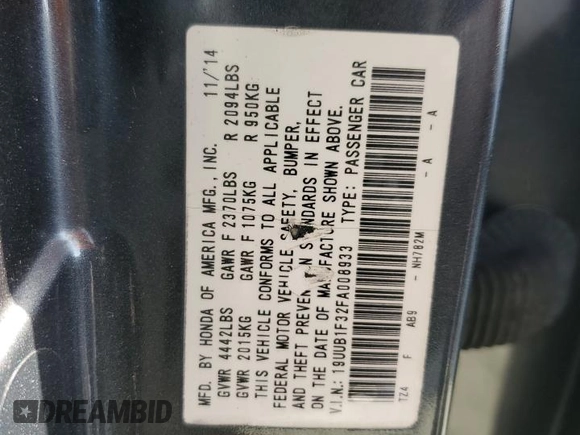 MFD. BY HONDA OF AMERICA MFG., INC. 11/'14
GVWR 4442LBS GAWR F 2370LBS R 2094LBS
GVWR 2015KG GAWR F 1075KG R 950KG
THIS VEHICLE CONFORMS TO ALL APPLICABLE
FEDERAL MOTOR VEHICLE SAFETY, BUMPER,
AND THEFT PREVEN N STANDARDS IN EFFECT
ON THE DATE OF MANUFACTURE SHOWN ABOVE.
V.I.N.: 19UUB1F32FA008933 TYPE: PASSENGER CAR
TZ4 F AB9 - NH782M - A - A
DREAMBID